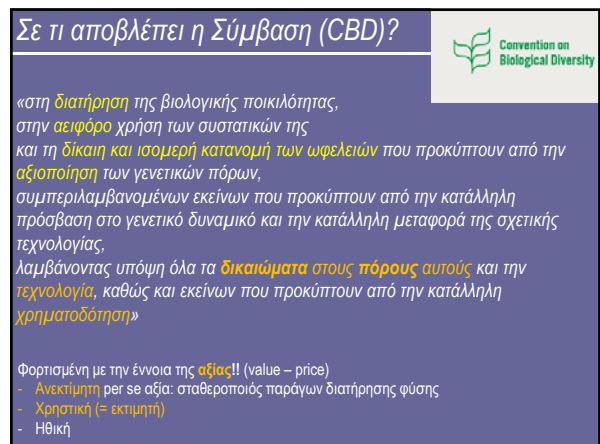 Σε τι αποβλέπει η Σύμβαση (CBD)?
Convention on
Biological Diversity
«στη διατήρηση της βιολογικής ποικιλότητας,
στην αειφόρο χρήση των συστατικών της
και τη δίκαιη και ισομερή κατανομή των ωφελειών που προκύπτουν από την
αξιοποίηση των γενετικών πόρων,
συμπεριλαμβανομένων εκείνων που προκύπτουν από την κατάλληλη
πρόσβαση στο γενετικό δυναμικό και την κατάλληλη μεταφορά της σχετικής
τεχνολογίας,
λαμβάνοντας υπόψη όλα τα δικαιώματα στους πόρους αυτούς και την
τεχνολογία, καθώς και εκείνων που προκύπτουν από την κατάλληλη
χρηματοδότηση»
Φορτισμένη με την έννοια της αξίας!! (value – price)
- Ανεκτίμητη per se αξία: σταθεροποιός παράγων διατήρησης φύσης
- Χρηστική (= εκτιμητή)
- Ηθική